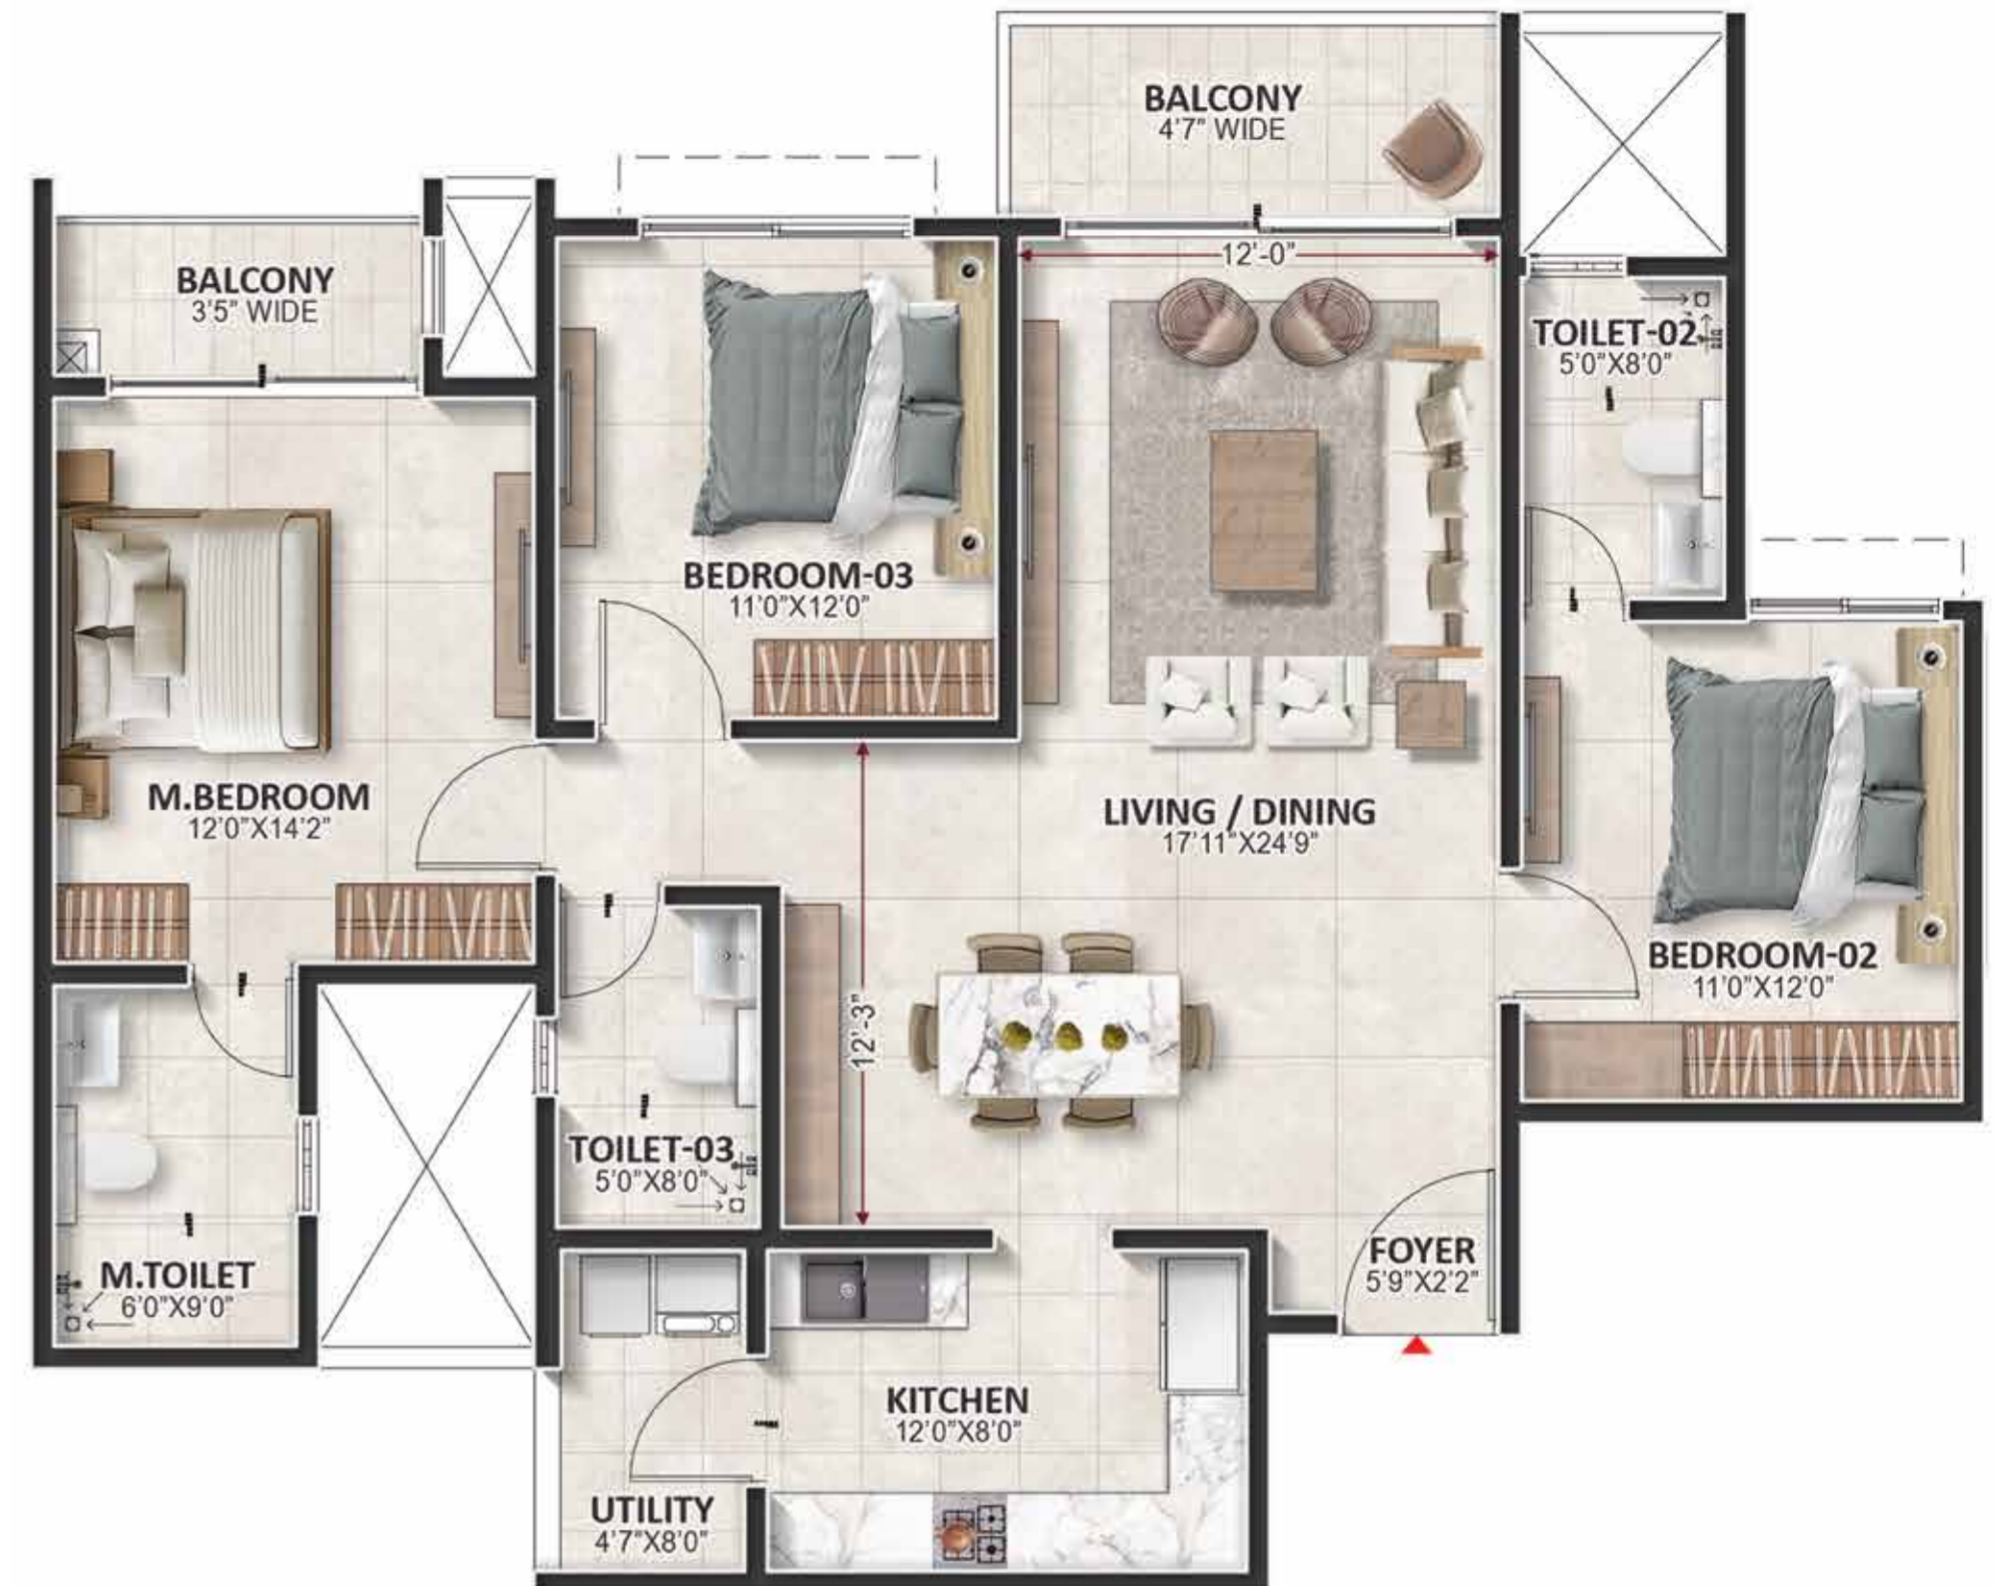 BALCONY
4'7" WIDE
BALCONY
3'5" WIDE
12'-0"
TOILET-02
5'0"X8'0"
BEDROOM-03
11'0"X12'0"
M.BEDROOM
12'0"X14'2"
LIVING / DINING
17'11"X24'9"
BEDROOM-02
11'0"X12'0"
12'-3"
TOILET-03
5'0"X8'0"
M.TOILET
6'0"X9'0"
FOYER
5'9"X2'2"
KITCHEN
12'0"X8'0"
UTILITY
4'7"X8'0"